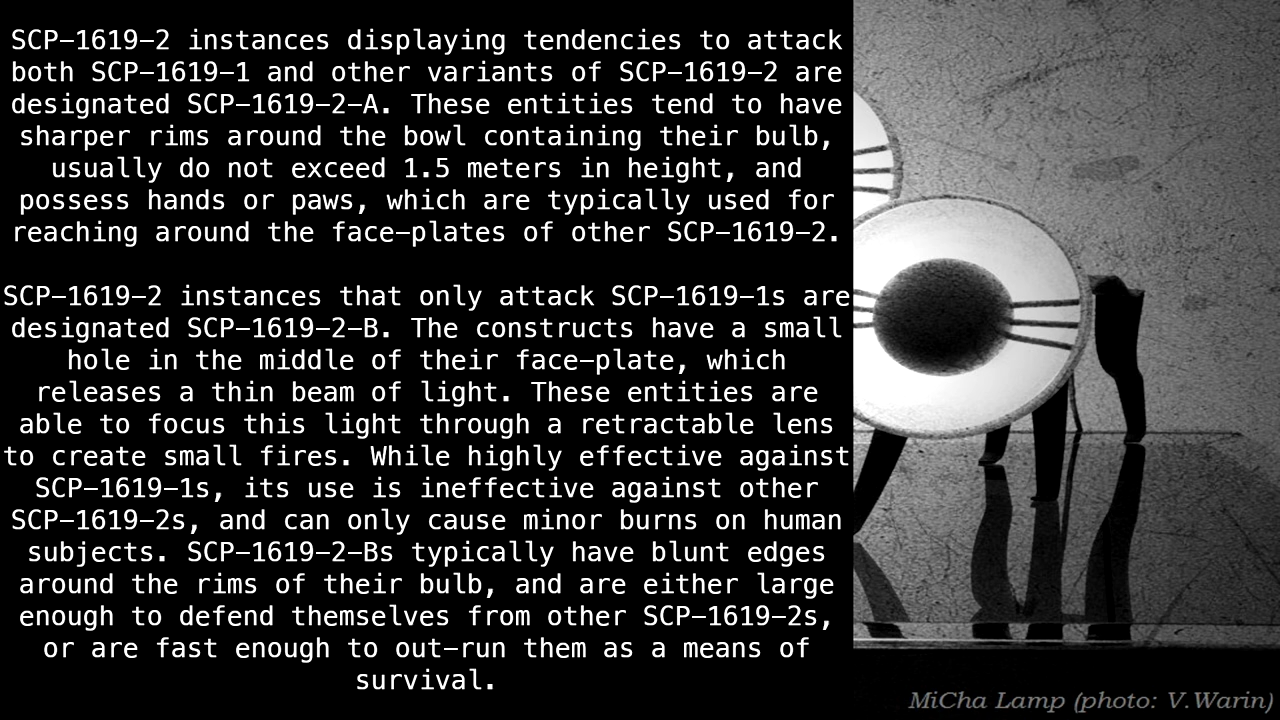 SCP-1619-2 instances displaying tendencies to attack
both SCP-1619-1 and other variants of SCP-1619-2 are
designated SCP-1619-2-A. These entities tend to have
sharper rims around the bowl containing their bulb,
usually do not exceed 1.5 meters in height, and
possess hands or paws, which are typically used for
reaching around the face-plates of other SCP-1619-2.
SCP-1619-2 instances that only attack SCP-1619-1s are
designated SCP-1619-2-B. The constructs have a small
hole in the middle of their face-plate, which
releases a thin beam of light. These entities are
able to focus this light through a retractable lens
to create small fires. While highly effective against
SCP-1619-1s, its use is ineffective against other
SCP-1619-2s, and can only cause minor burns on human
subjects. SCP-1619-2-Bs typically have blunt edges
around the rims of their bulb, and are either large
enough to defend themselves from other SCP-1619-2s,
or are fast enough to out-run them as a means of
survival.
MiCha Lamp (photo: V.Warin)